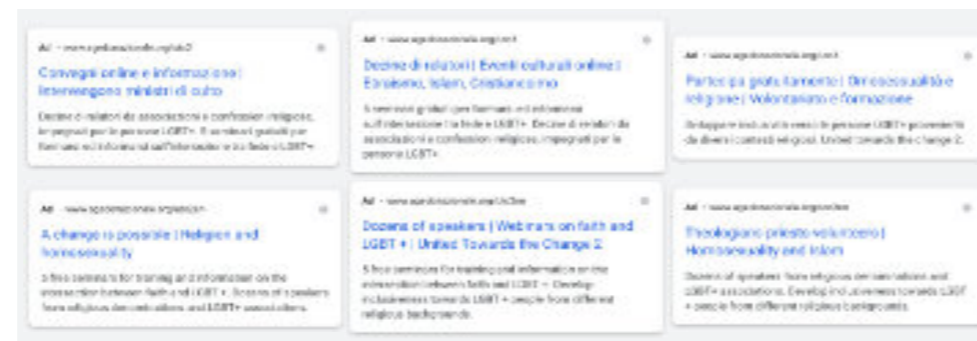 Ad
Convegni online e informazione |
Intervengono ministri di culto
Decine di relatori da associazioni e confessioni religiose,
impegnati per le persone LGBT+. 5 seminari gratuiti per
formarsi ed informarsi sull'intersezione tra fede e LGBT+
Ad
Decine di relatori | Eventi culturali online |
Ebraismo, Islam, Cristianesimo
5 seminari gratuiti per formarsi ed informarsi
sull'intersezione tra fede e LGBT+. Decine di relatori da
associazioni e confessioni religiose, impegnati per le
persone LGBT+.
Ad
Partecipa gratuitamente | Omosessualità e
religione | Volontariato e formazione
Sviluppare inclusività verso le persone LGBT+ provenienti
da diversi contesti religiosi. United towards the change 2.
Ad
A change is possible | Religion and
homosexuality
5 free seminars for training and information on the
intersection between faith and LGBT+. Dozens of speakers
from religious denominations and LGBT+ associations.
Ad
Dozens of speakers | Webinars on faith and
LGBT + | United Towards the Change 2
5 free seminars for training and information on the
intersection between faith and LGBT +. Develop
inclusiveness towards LGBT + people from different
religious backgrounds.
Ad
Theologians priests volunteers |
Homosexuality and Islam
Dozens of speakers from religious denominations and
LGBT+ associations. Develop inclusiveness towards LGBT
+ people from different religious backgrounds.